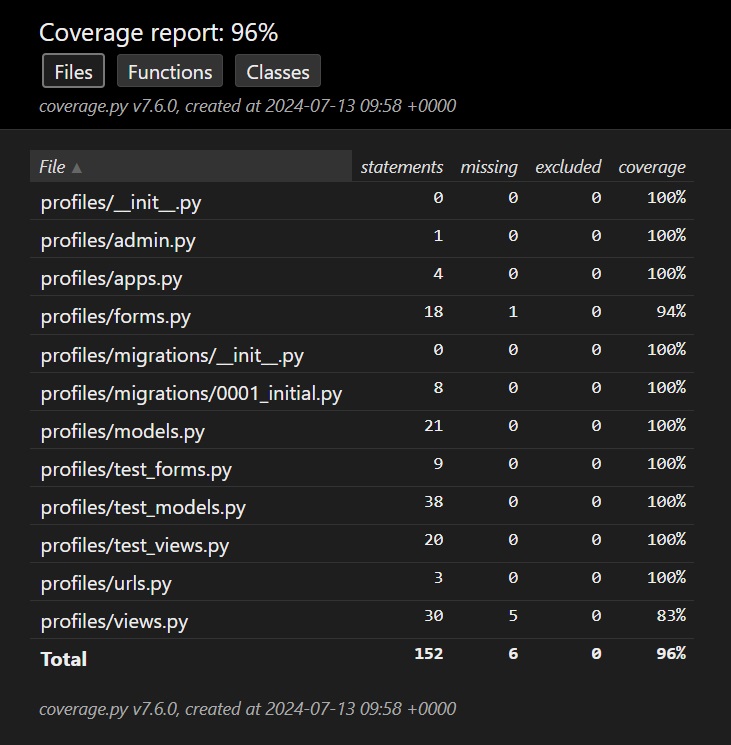 Coverage report: 96%
Files Functions Classes
coverage.py v7.6.0, created at 2024-07-13 09:58 +0000
File ▲ statements missing excluded coverage
profiles/__init__.py 0 0 0 100%
profiles/admin.py 1 0 0 100%
profiles/apps.py 4 0 0 100%
profiles/forms.py 18 1 0 94%
profiles/migrations/__init__.py 0 0 0 100%
profiles/migrations/0001_initial.py 8 0 0 100%
profiles/models.py 21 0 0 100%
profiles/test_forms.py 9 0 0 100%
profiles/test_models.py 38 0 0 100%
profiles/test_views.py 20 0 0 100%
profiles/urls.py 3 0 0 100%
profiles/views.py 30 5 0 83%
Total 152 6 0 96%
coverage.py v7.6.0, created at 2024-07-13 09:58 +0000